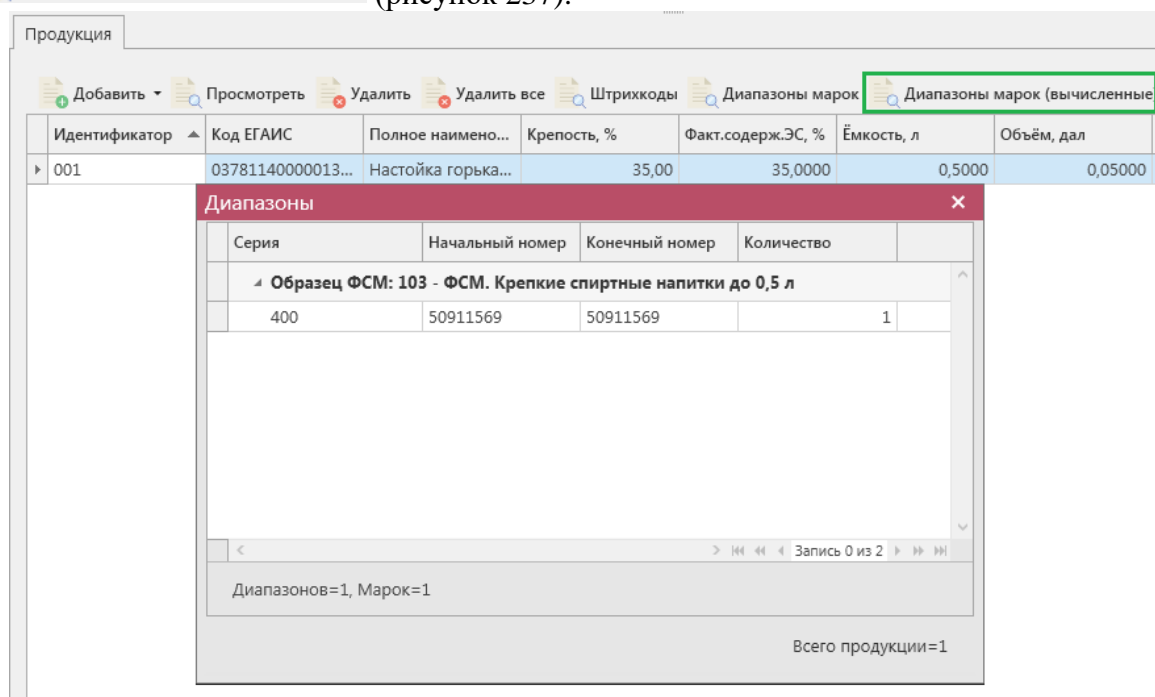 (рисунок 237).
Продукция
Добавить Просмотреть Удалить Удалить все Штрихкоды Диапазоны марок Диапазоны марок (вычисленные
Идентификатор Код ЕГАИС Полное наимено... Крепость, % Факт.содерж.ЭС, % Ёмкость, л Объём, дал
001 03781140000013... Настойка горька... 35,00 35,0000 0,5000 0,05000
Диапазоны
Серия Начальный номер Конечный номер Количество
Образец ФСМ: 103 - ФСМ. Крепкие спиртные напитки до 0,5 л
400 50911569 50911569 1
Запись 0 из 2
Диапазонов=1, Марок=1
Всего продукции=1